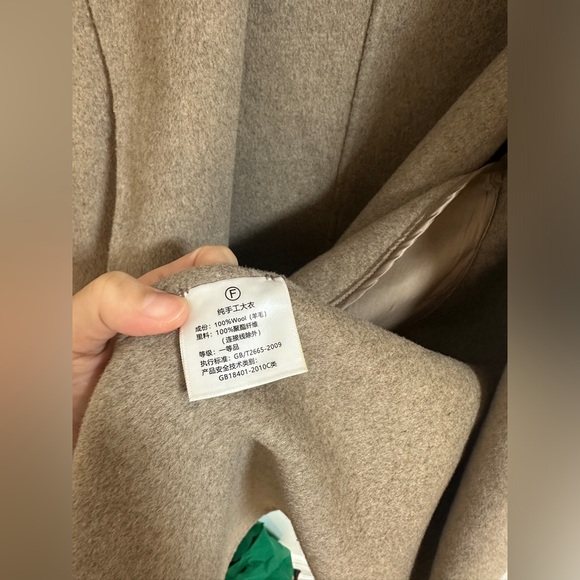 F
纯手工大衣
成份：100%Wool（羊毛）
里料：100%聚酯纤维
（连接线除外）
等级：一等品
执行标准：GB/T2665-2009
产品安全技术类别：
GB18401-2010C类